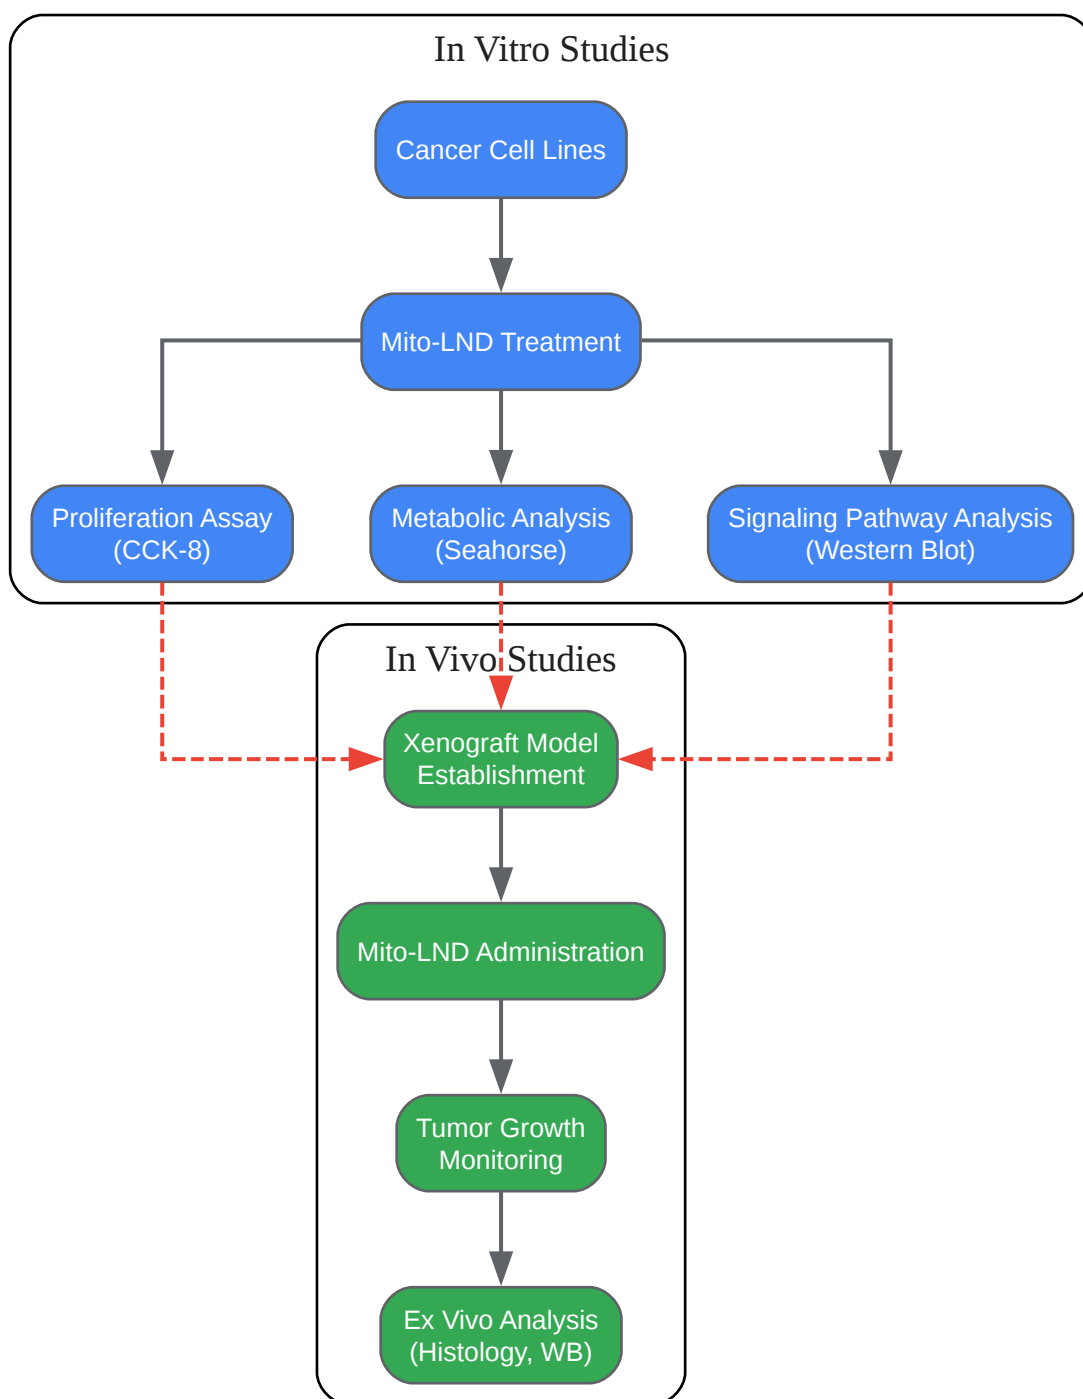 In Vitro Studies
Cancer Cell Lines
Mito-LND Treatment
Proliferation Assay
(CCK-8)
Metabolic Analysis
(Seahorse)
Signaling Pathway Analysis
(Western Blot)
In Vivo Studies
Xenograft Model
Establishment
Mito-LND Administration
Tumor Growth
Monitoring
Ex Vivo Analysis
(Histology, WB)